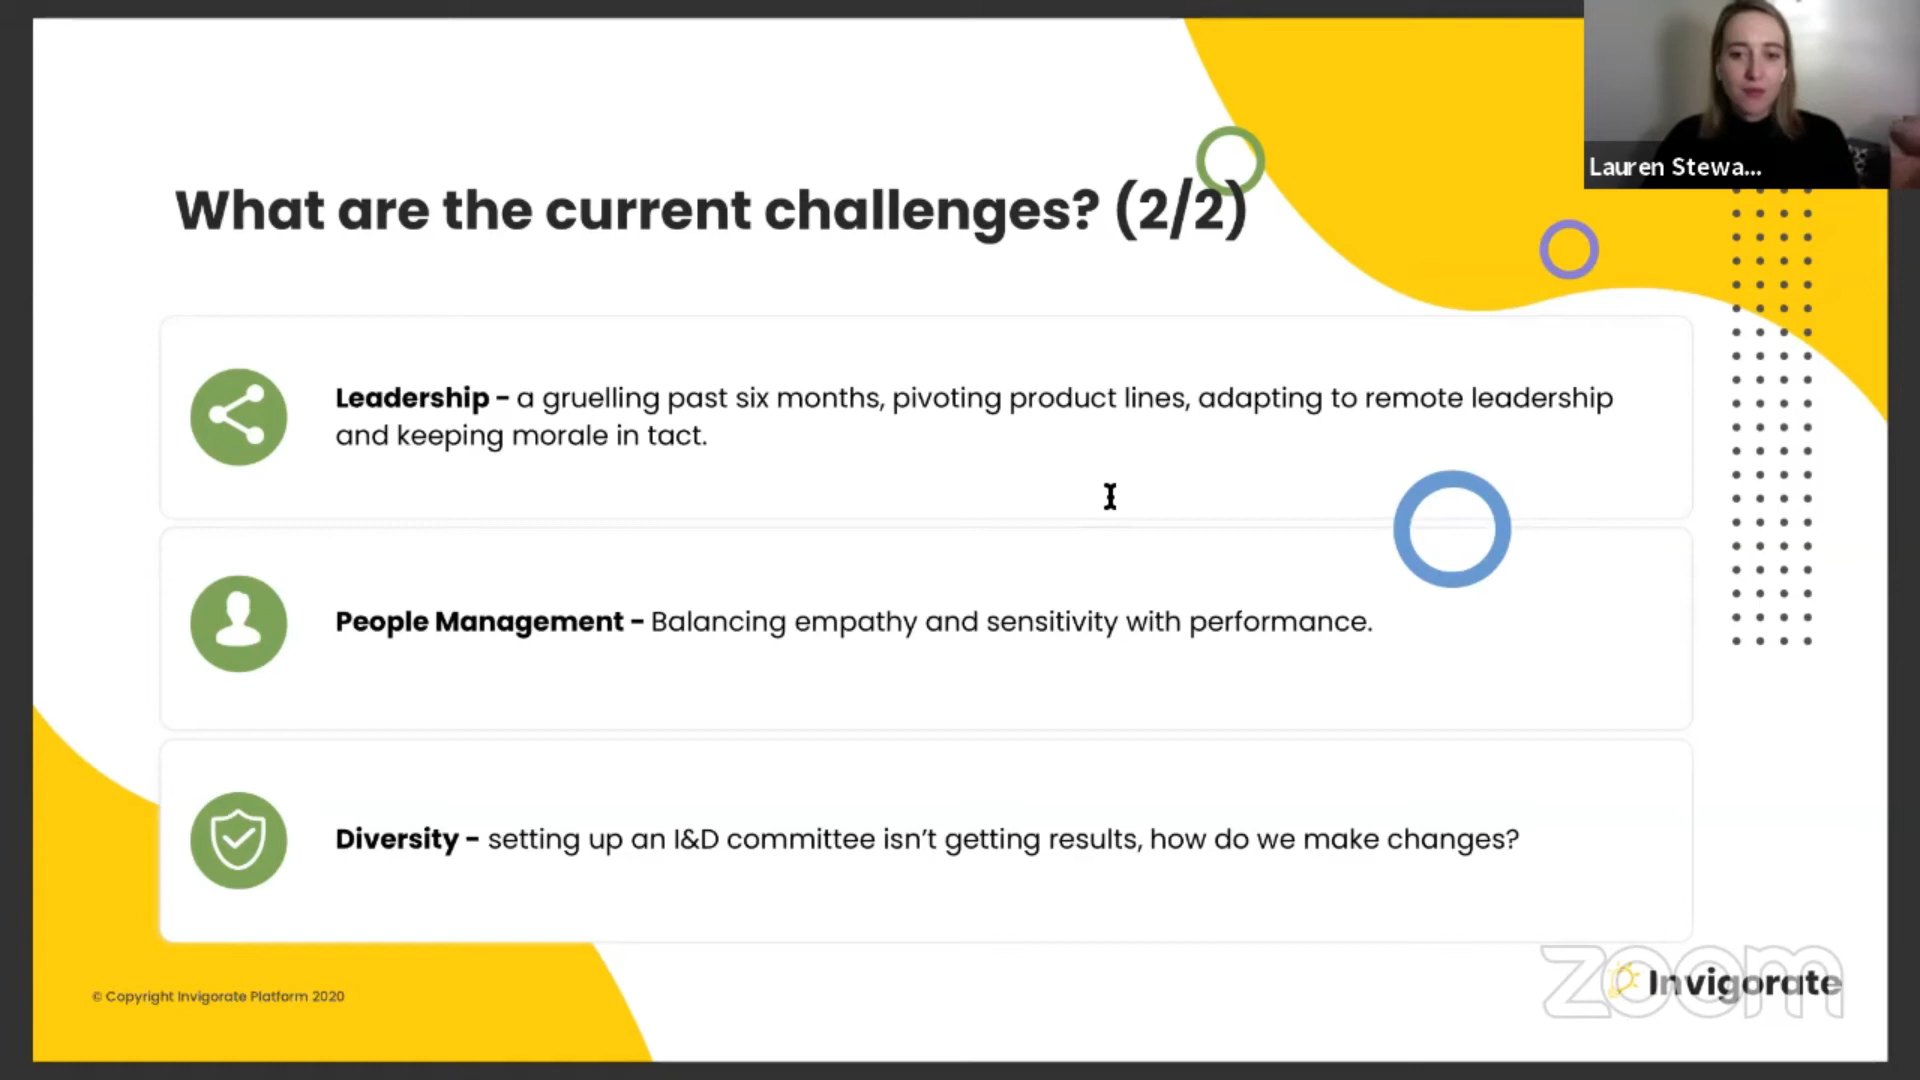 Lauren Stewa...
What are the current challenges? (2/2)
Leadership - a gruelling past six months, pivoting product lines, adapting to remote leadership
and keeping morale in tact.
People Management - Balancing empathy and sensitivity with performance.
Diversity - setting up an I&D committee isn't getting results, how do we make changes?
© Copyright Invigorate Platform 2020
zoom
Invigorate